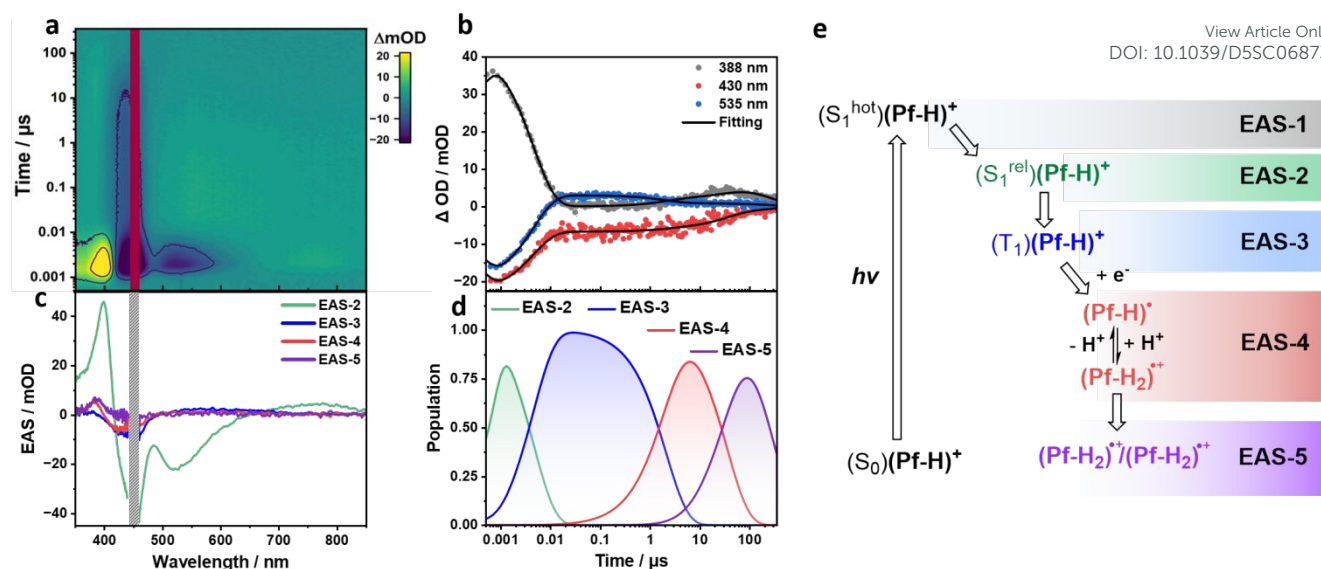 View Article Onl
DOI: 10.1039/D5SC0687
a
ΔmOD
20
10
0
−10
−20
Time / µs
100
10
1
0.1
0.01
0.001
b
388 nm
430 nm
535 nm
Fitting
Δ OD / mOD
40
30
20
10
0
−10
−20
c
EAS-2
EAS-3
EAS-4
EAS-5
EAS / mOD
40
20
0
−20
−40
400 500 600 700 800
Wavelength / nm
d
EAS-2 EAS-3
EAS-4
EAS-5
Population
1.00
0.75
0.50
0.25
0.00
0.001 0.01 0.1 1 10 100
Time / µs
e
(S₁ʰᵒᵗ)(Pf-H)⁺
EAS-1
(S₁ʳᵉˡ)(Pf-H)⁺
EAS-2
(T₁)(Pf-H)⁺
EAS-3
hv
+ e⁻
(Pf-H)•
- H⁺ + H⁺
EAS-4
(Pf-H₂)•⁺
(Pf-H₂)•⁺/(Pf-H₂)•⁺
EAS-5
(S₀)(Pf-H)⁺